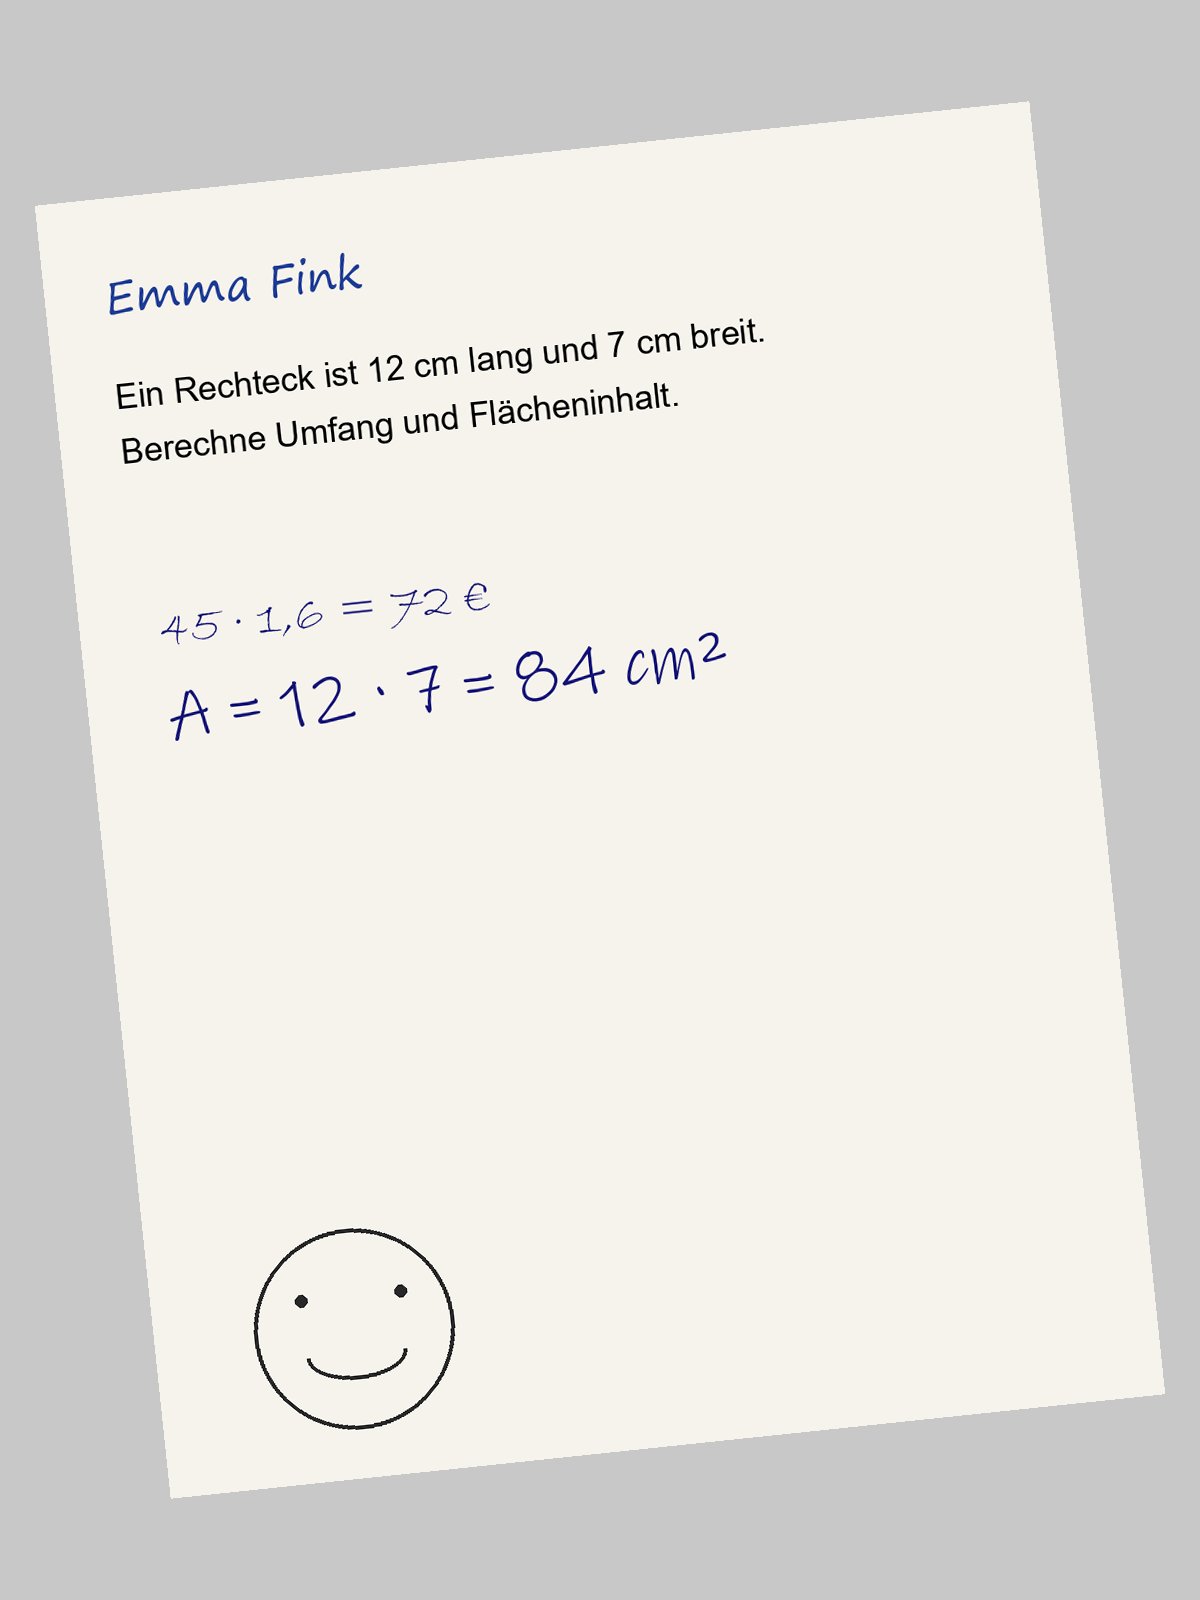 Emma Fink
Ein Rechteck ist 12 cm lang und 7 cm breit.
Berechne Umfang und Flächeninhalt.
45 · 1,6 = 72 €
A = 12 · 7 = 84 cm²